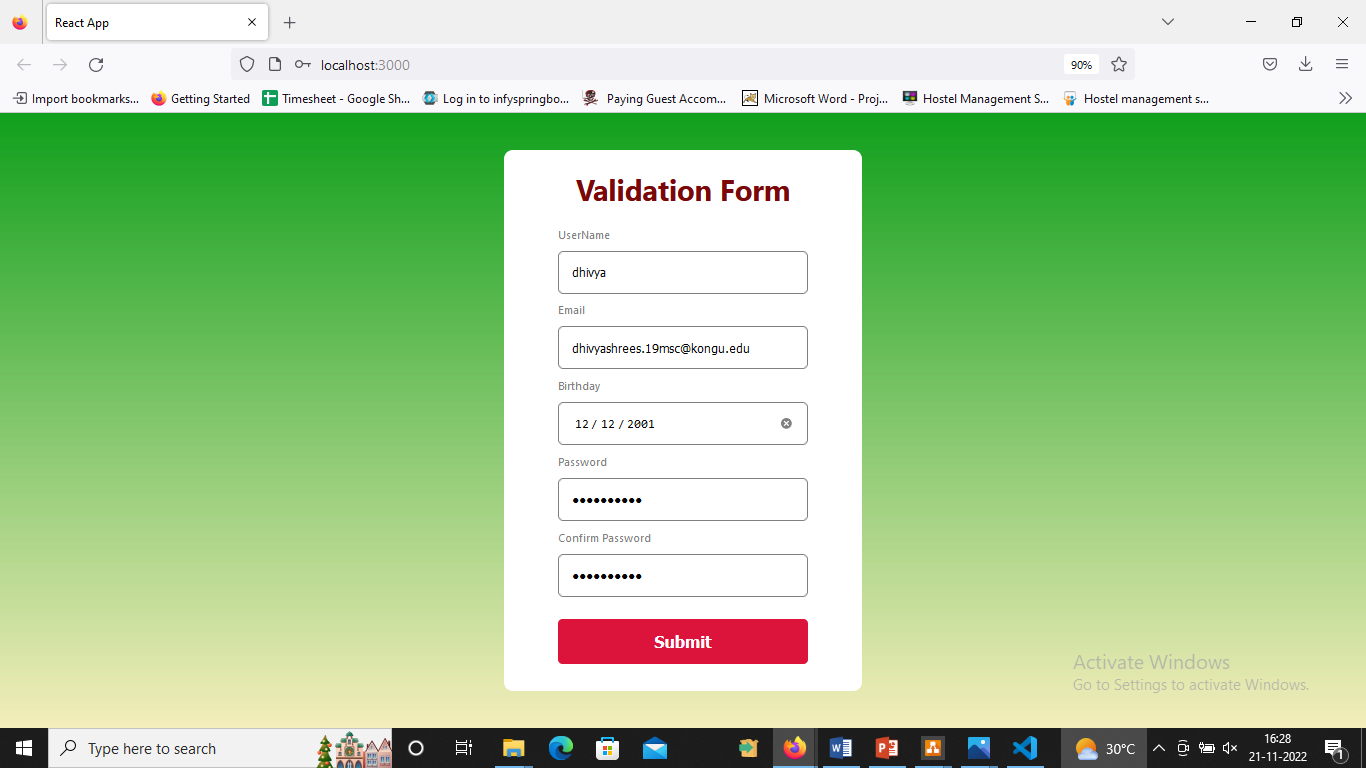 React App
localhost:3000
90%
Import bookmarks...
Getting Started
Timesheet - Google Sh...
Log in to infyspringbo...
Paying Guest Accom...
Microsoft Word - Proj...
Hostel Management S...
Hostel management s...
Validation Form
UserName
dhivya
Email
dhivyashrees.19msc@kongu.edu
Birthday
12 / 12 / 2001
Password
••••••••••
Confirm Password
••••••••••
Submit
Activate Windows
Go to Settings to activate Windows.
Type here to search
30°C
16:28
21-11-2022
1